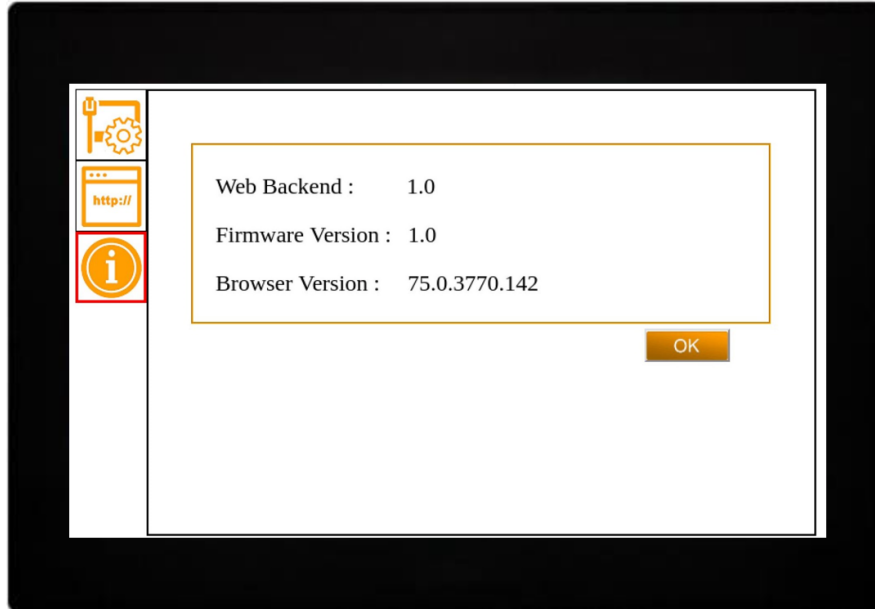 http://
i
Web Backend : 1.0
Firmware Version : 1.0
Browser Version : 75.0.3770.142
OK